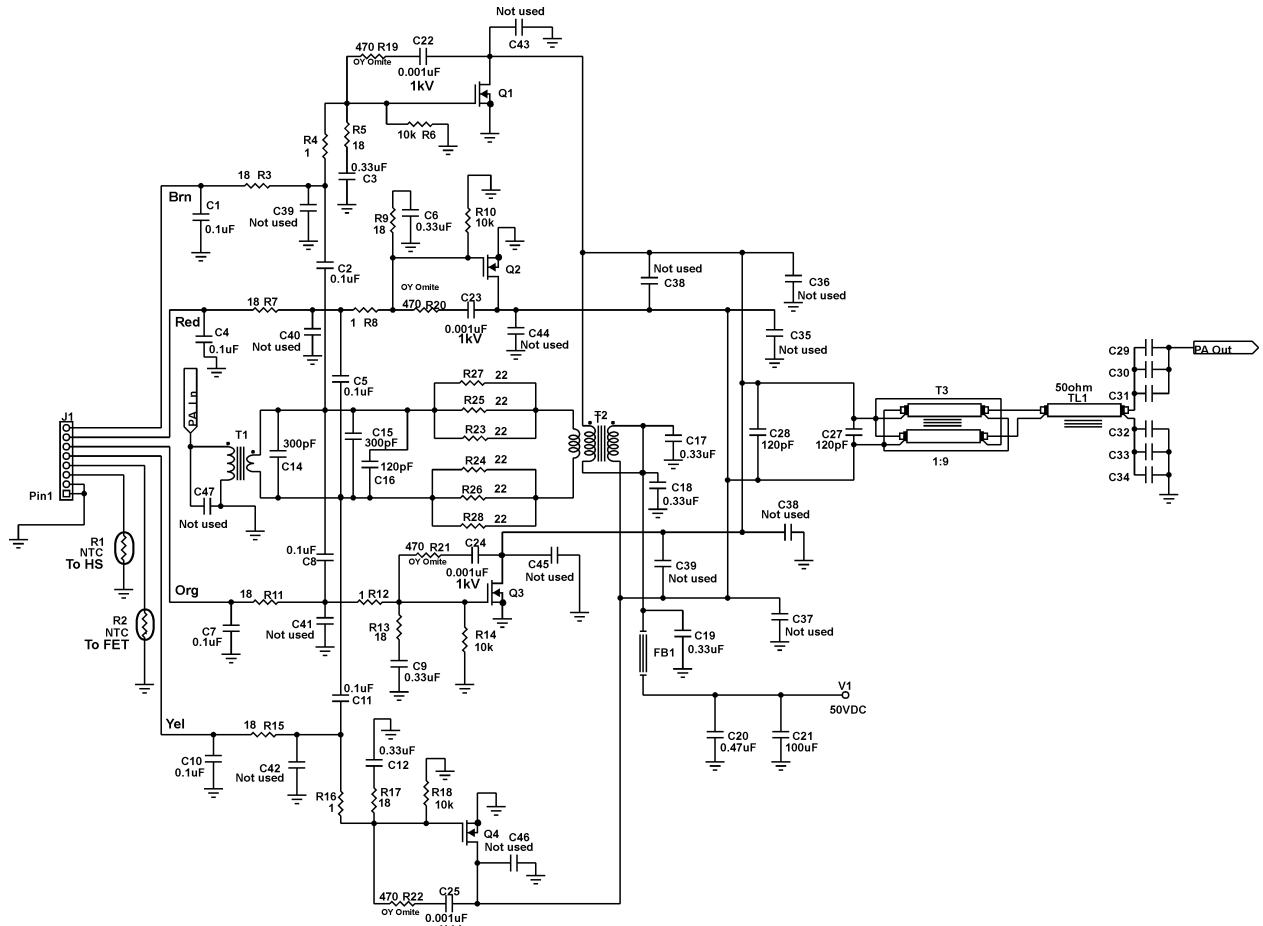 Not used
C43
470 R19
OY Omite
C22
0.001uF
1kV
Q1
10k R6
R4
1
R5
18
0.33uF
C3
18 R3
Brn
C1
0.1uF
C39
Not used
R9
18
C6
0.33uF
R10
10k
Q2
C2
0.1uF
OY Omite
470 R20
C23
0.001uF
1kV
Not used
C38
C36
Not used
18 R7
Red
C4
0.1uF
C40
Not used
1 R8
C44
Not used
C35
Not used
C5
0.1uF
R27 22
R25 22
R23 22
R24 22
R26 22
R28 22
PA In
J1
Pin1
T1
300pF
C14
C15
300pF
120pF
C16
C47
Not used
T2
C17
0.33uF
C18
0.33uF
C28
120pF
C27
120pF
T3
1:9
50ohm
TL1
C29
C30
C31
C32
C33
C34
PA Out
R1
NTC
To HS
R2
NTC
To FET
0.1uF
C8
470 R21
OY Omite
C24
0.001uF
1kV
C45
Not used
Q3
C38
Not used
C39
Not used
Org
18 R11
C7
0.1uF
C41
Not used
1 R12
R13
18
C9
0.33uF
R14
10k
C37
Not used
C19
0.33uF
FB1
V1
50VDC
C20
0.47uF
C21
100uF
0.1uF
C11
Yel
18 R15
C10
0.1uF
C42
Not used
0.33uF
C12
R16
1
R17
18
R18
10k
Q4
C46
Not used
470 R22
OY Omite
C25
0.001uF